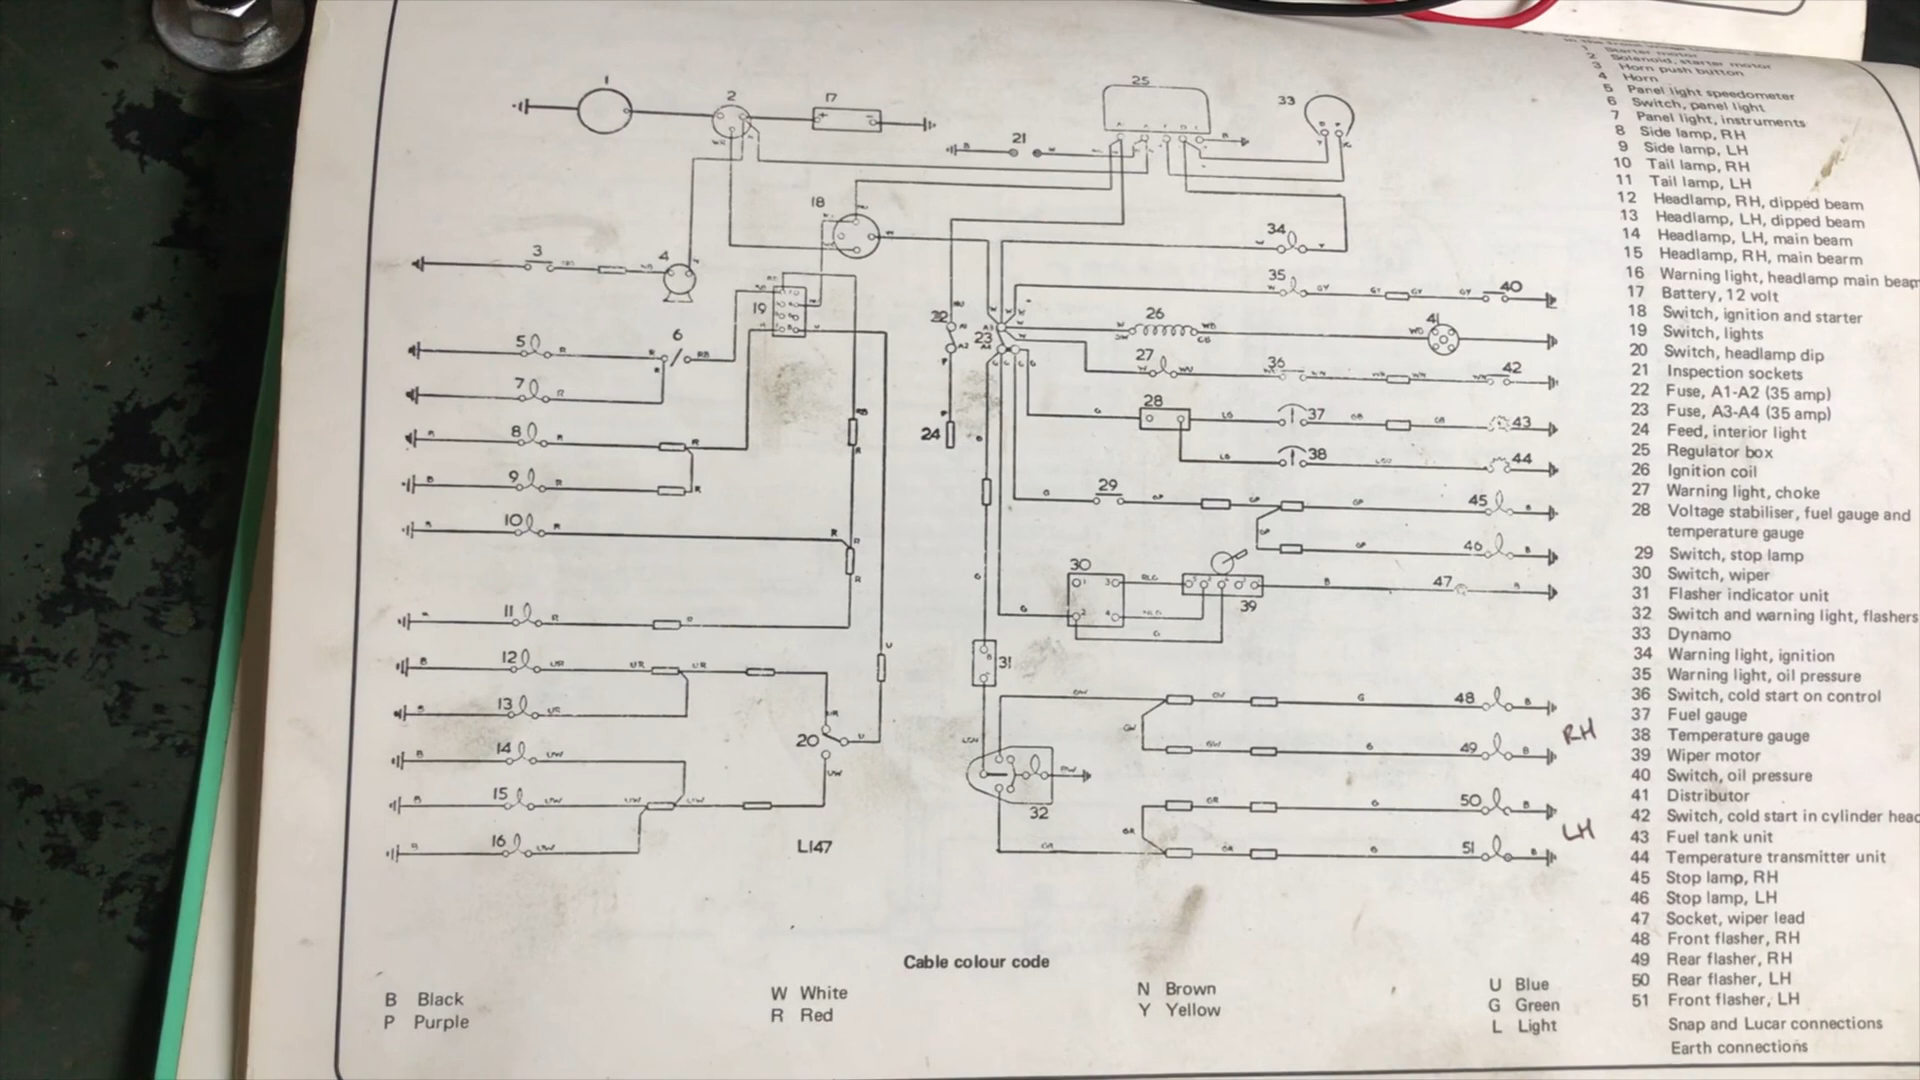 1 Starter motor
2 Solenoid, starter motor
3 Horn push button
4 Horn
5 Panel light speedometer
6 Switch, panel light
7 Panel light, instruments
8 Side lamp, RH
9 Side lamp, LH
10 Tail lamp, RH
11 Tail lamp, LH
12 Headlamp, RH, dipped beam
13 Headlamp, LH, dipped beam
14 Headlamp, LH, main beam
15 Headlamp, RH, main bearm
16 Warning light, headlamp main beam
17 Battery, 12 volt
18 Switch, ignition and starter
19 Switch, lights
20 Switch, headlamp dip
21 Inspection sockets
22 Fuse, A1-A2 (35 amp)
23 Fuse, A3-A4 (35 amp)
24 Feed, interior light
25 Regulator box
26 Ignition coil
27 Warning light, choke
28 Voltage stabiliser, fuel gauge and
temperature gauge
29 Switch, stop lamp
30 Switch, wiper
31 Flasher indicator unit
32 Switch and warning light, flashers
33 Dynamo
34 Warning light, ignition
35 Warning light, oil pressure
36 Switch, cold start on control
37 Fuel gauge
38 Temperature gauge
39 Wiper motor
40 Switch, oil pressure
41 Distributor
42 Switch, cold start in cylinder head
43 Fuel tank unit
44 Temperature transmitter unit
45 Stop lamp, RH
46 Stop lamp, LH
47 Socket, wiper lead
48 Front flasher, RH
49 Rear flasher, RH
50 Rear flasher, LH
51 Front flasher, LH
Snap and Lucar connections
Earth connections
1
2
17
25
33
21
18
3
4
34
35
40
19
22
23
26
41
5
6
27
36
42
7
28
37
43
8
24
38
44
9
29
45
10
46
30
47
39
11
12
31
13
48
RH
20
14
49
15
32
50
LH
16
L147
51
Cable colour code
B Black
P Purple
W White
R Red
N Brown
Y Yellow
U Blue
G Green
L Light